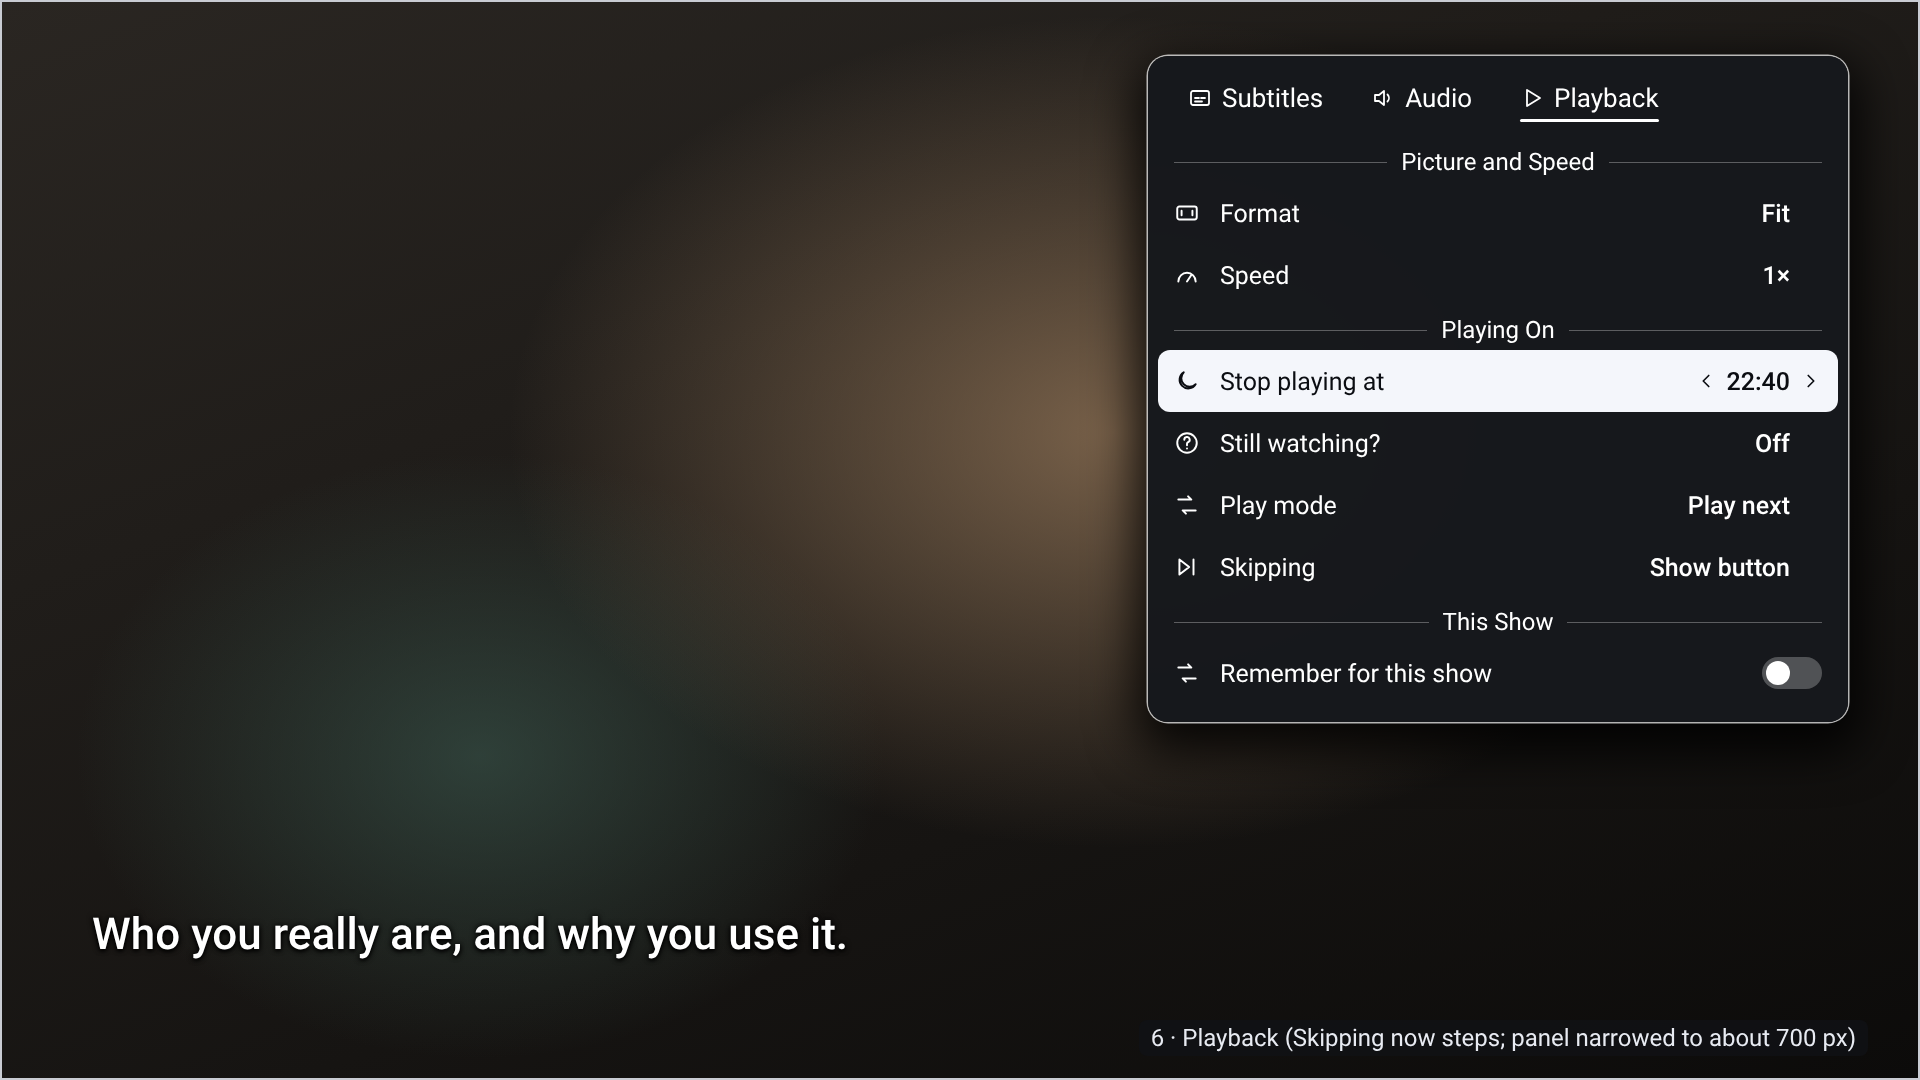 Subtitles Audio Playback
Picture and Speed
Format Fit
Speed 1×
Playing On
Stop playing at 22:40
Still watching? Off
Play mode Play next
Skipping Show button
This Show
Remember for this show
Who you really are, and why you use it.
6 · Playback (Skipping now steps; panel narrowed to about 700 px)